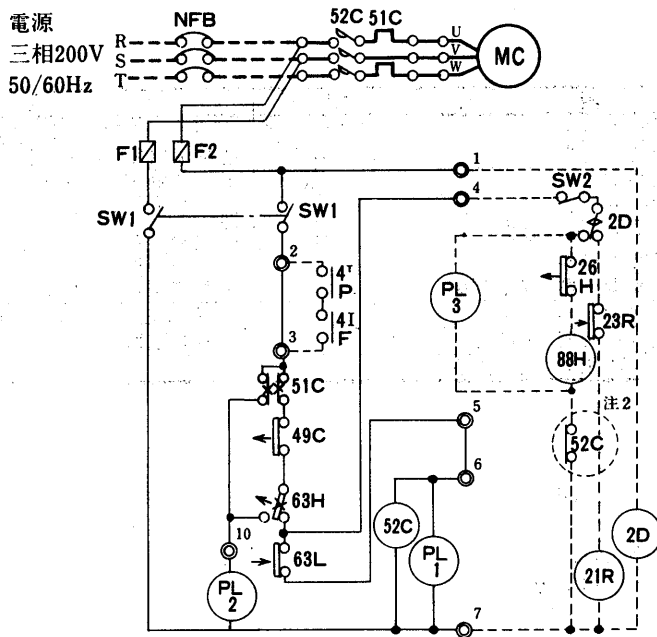 電源
三相200V
50/60Hz
NFB
52C 51C
R
S
T
U
V
W
MC
F1
F2
1
4
SW2
SW1
SW1
2D
2
4T
P
4I
F
3
PL
3
26
H
23R
88H
51C
注2
5
52C
49C
6
63H
52C
10
PL
1
2D
63L
PL
2
21R
7